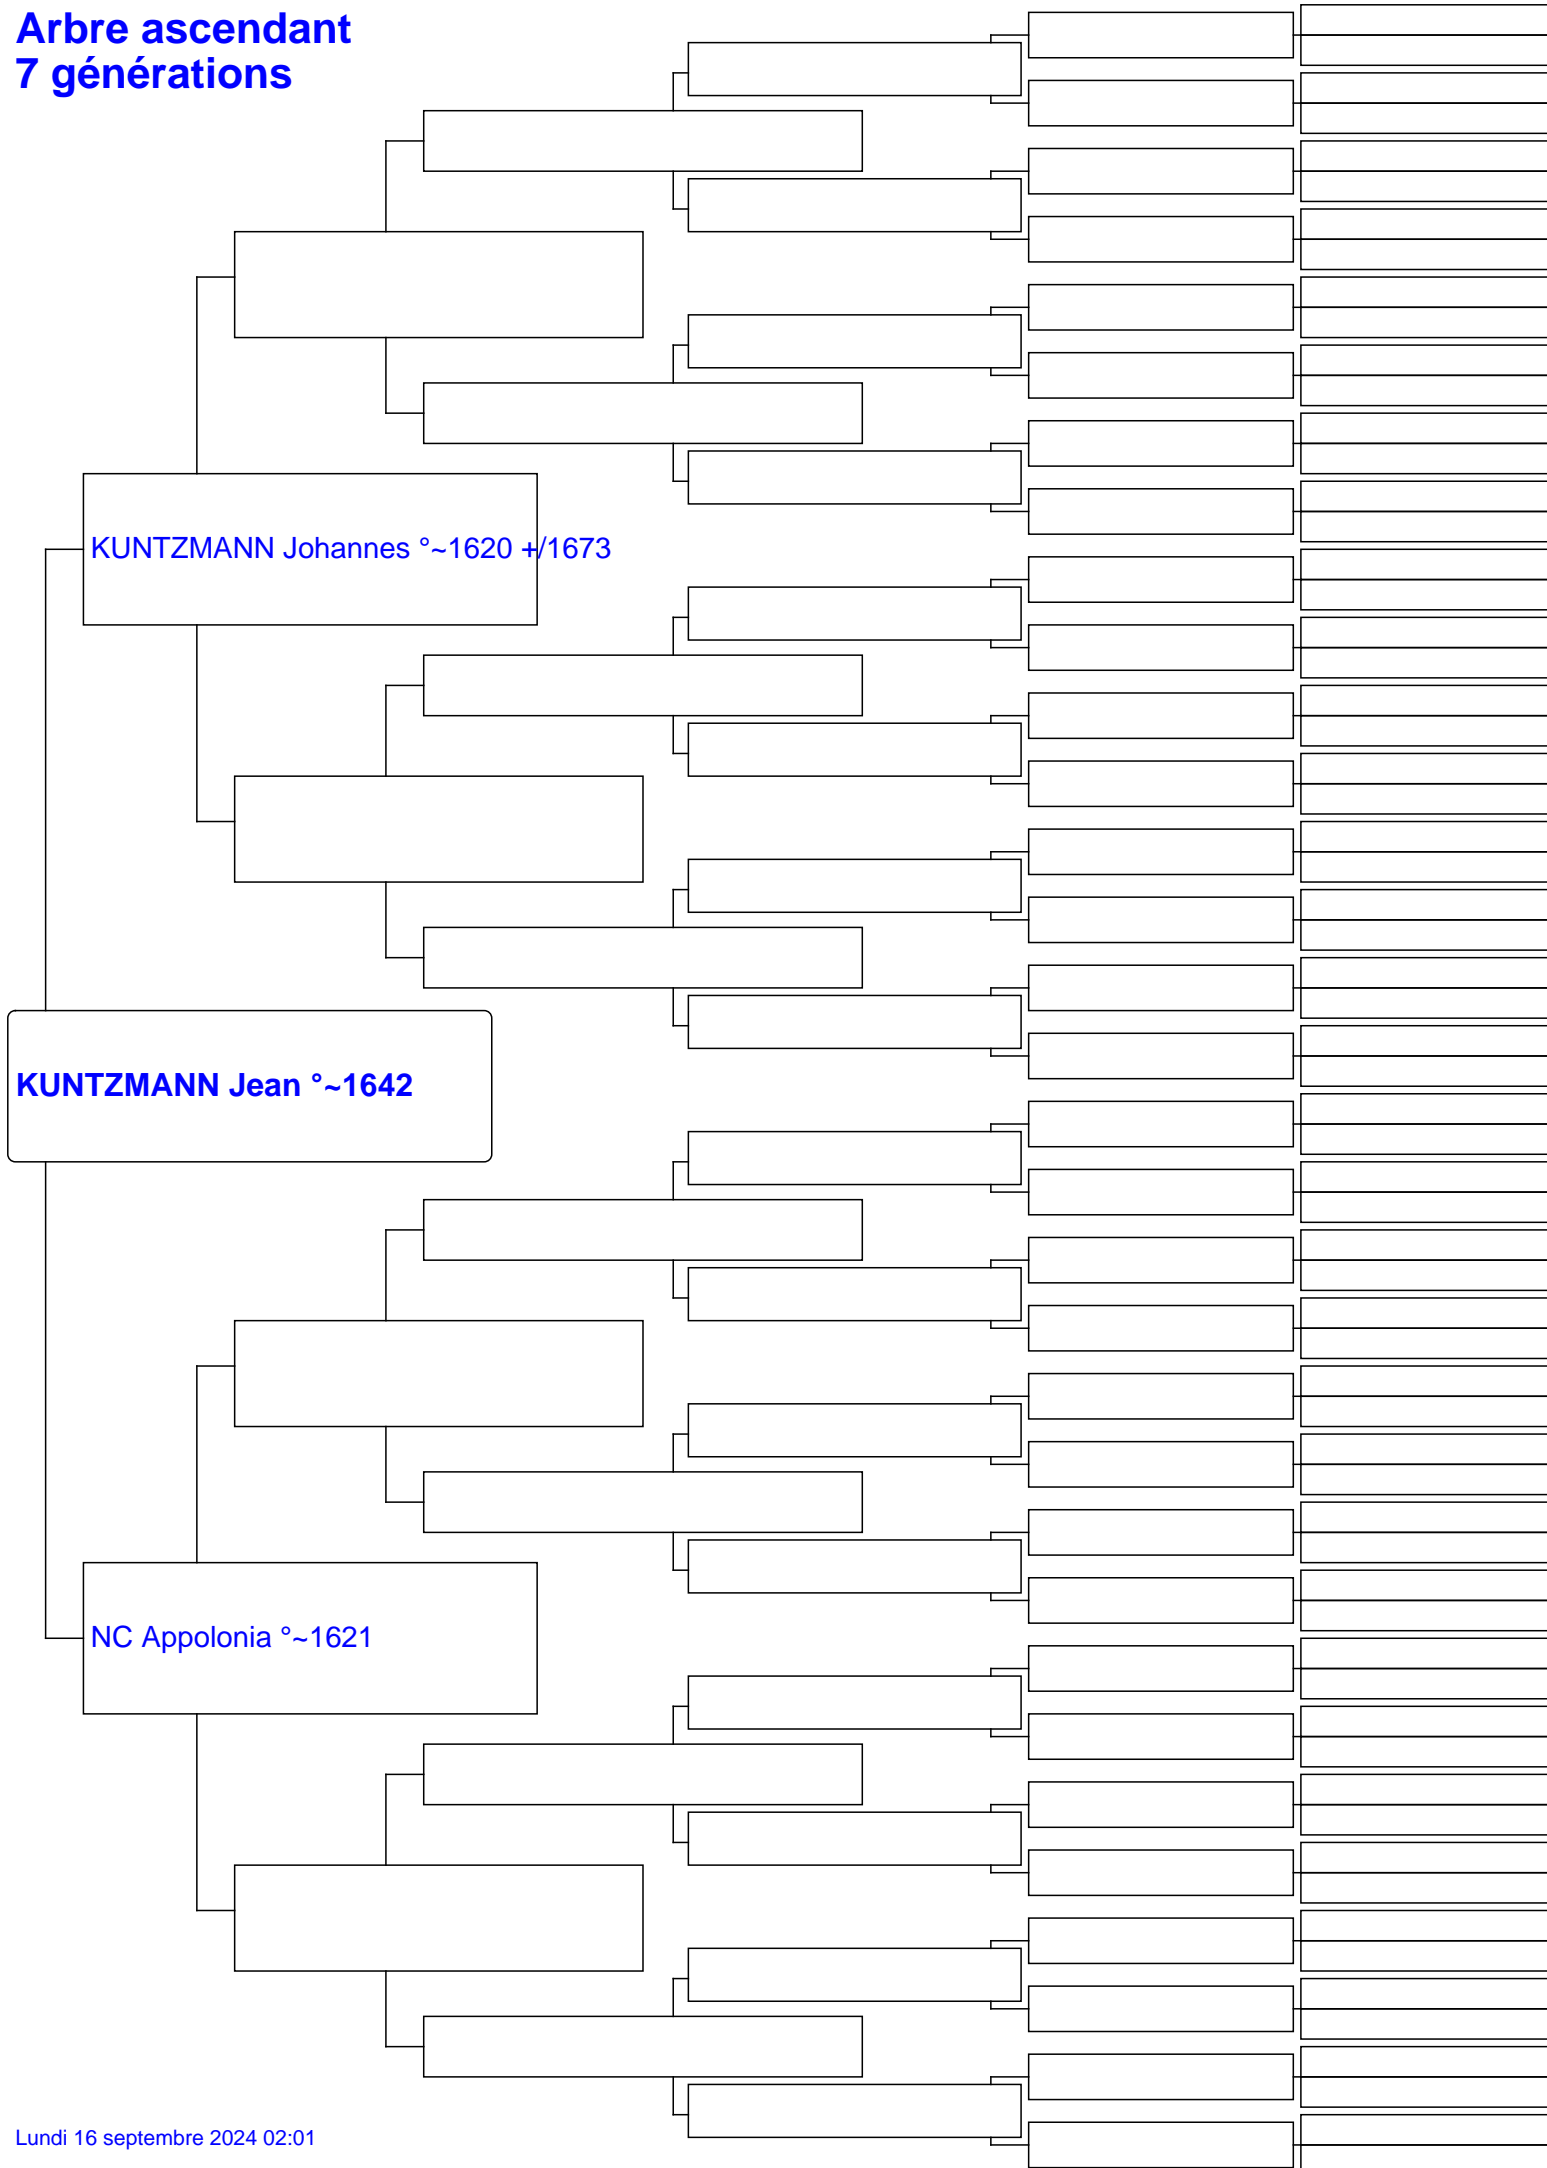 Arbre ascendant
7 générations
KUNTZMANN Johannes °~1620 +/1673
KUNTZMANN Jean °~1642
NC Appolonia °~1621
Lundi 16 septembre 2024 02:01